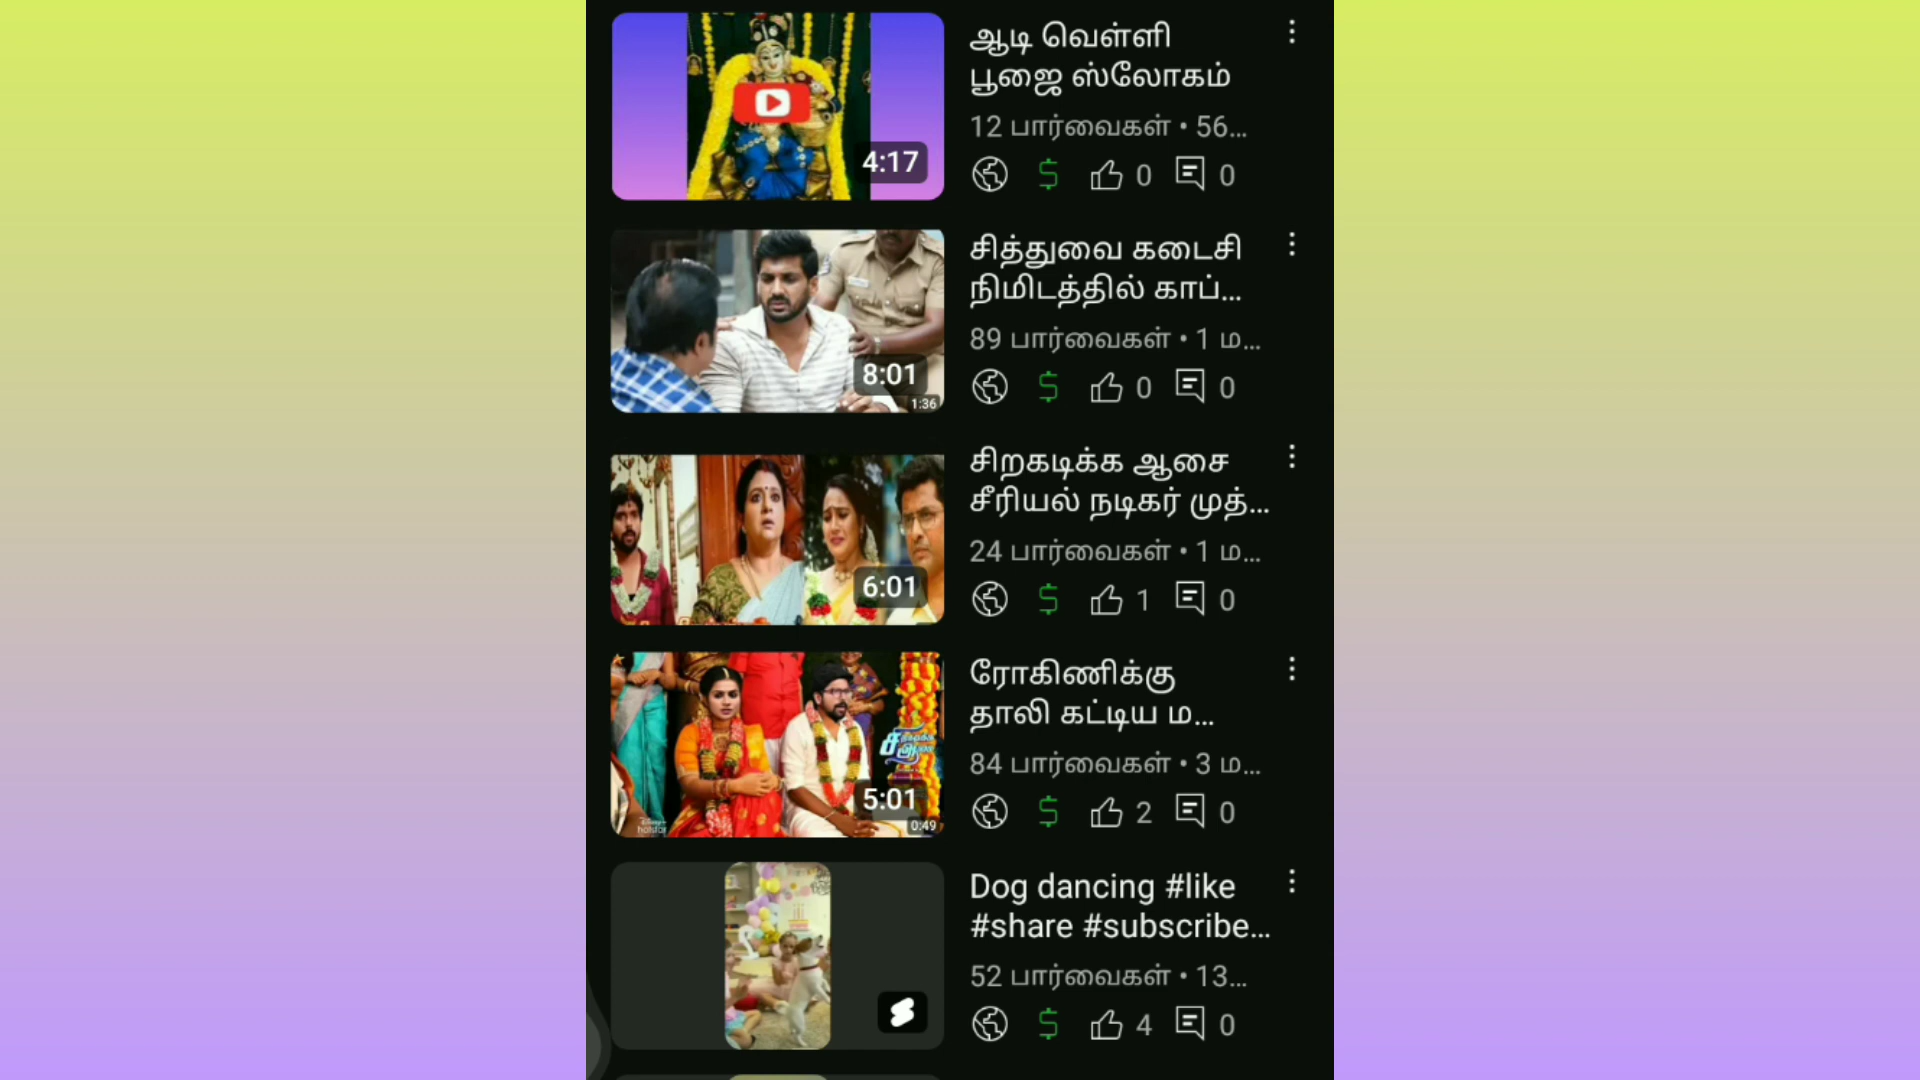 ஆடி வெள்ளி
பூஜை ஸ்லோகம்
12 பார்வைகள் • 56...
0 0
4:17
சித்துவை கடைசி
நிமிடத்தில் காப்...
89 பார்வைகள் • 1 ம...
0 0
8:01
1:36
சிறகடிக்க ஆசை
சீரியல் நடிகர் முத்...
24 பார்வைகள் • 1 ம...
1 0
6:01
ரோகிணிக்கு
தாலி கட்டிய ம...
84 பார்வைகள் • 3 ம...
2 0
5:01
0:49
hotstar
Dog dancing #like
#share #subscribe...
52 பார்வைகள் • 13...
4 0